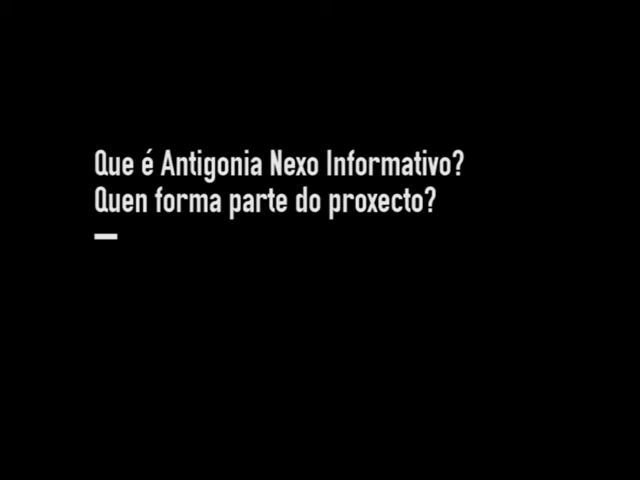 Que é Antigonia Nexo Informativo?
Quen forma parte do proxecto?